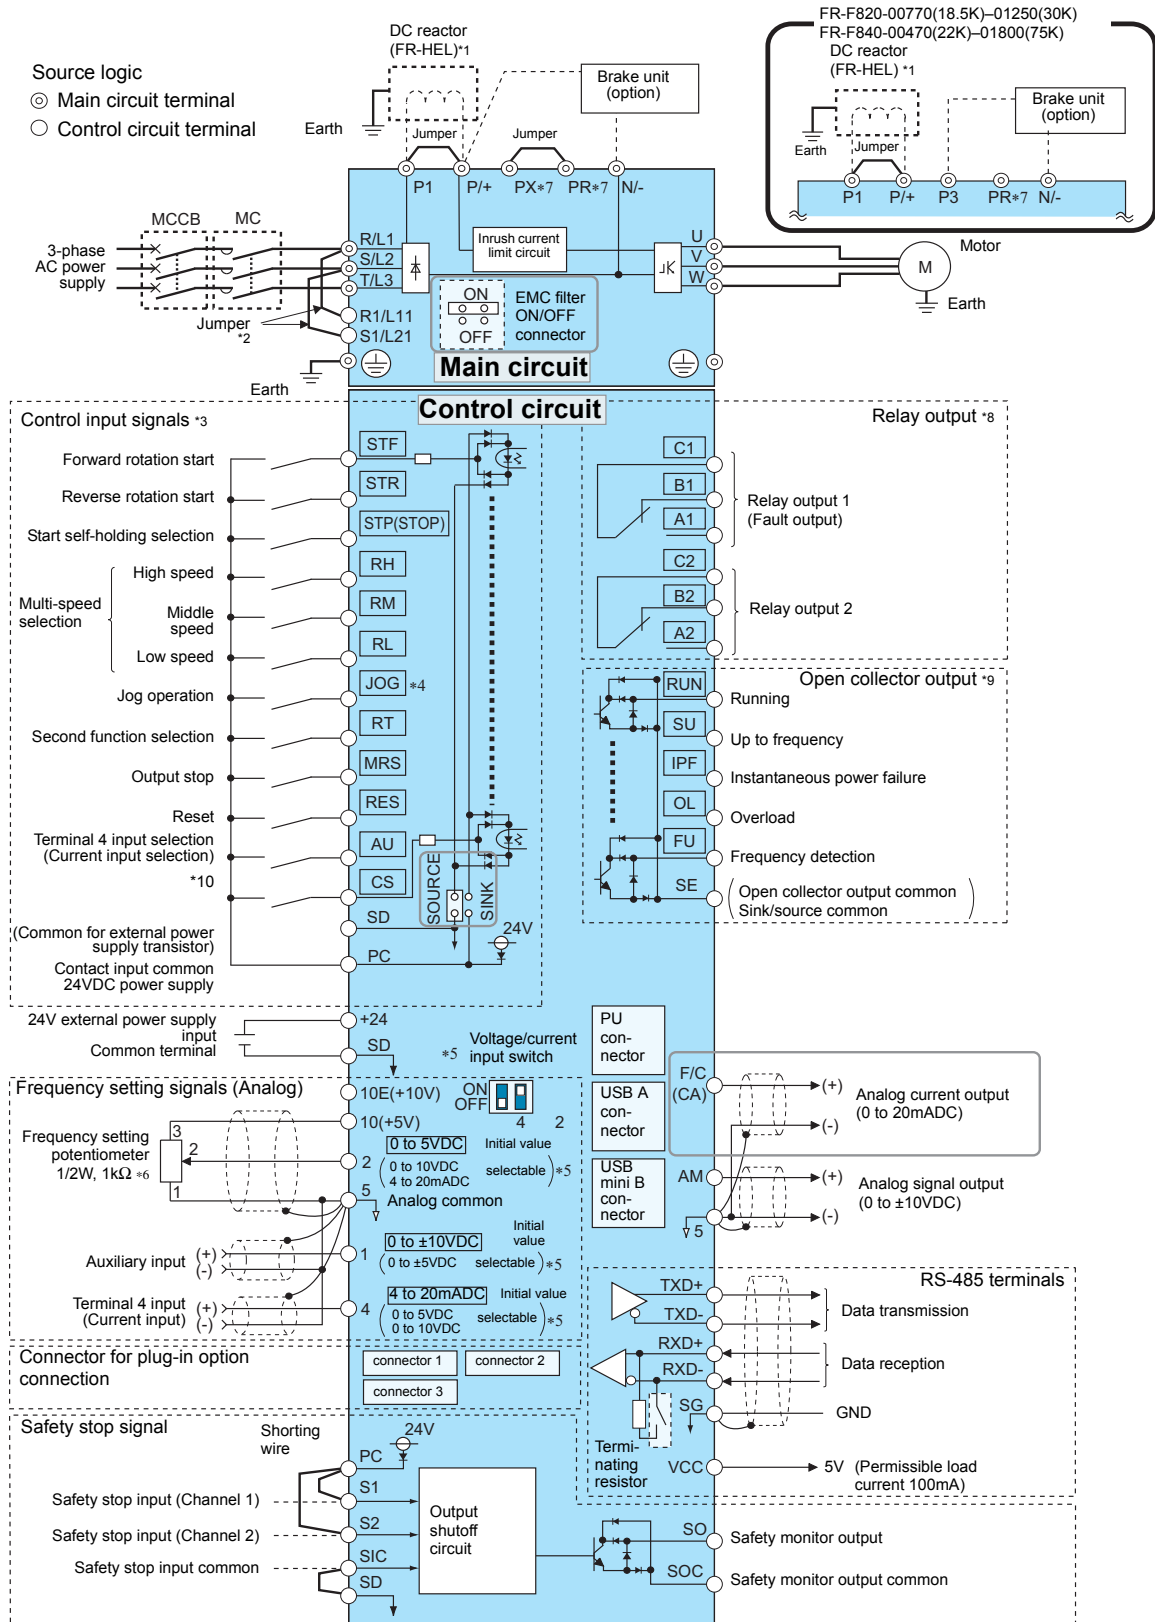 FR-F820-00770(18.5K)–01250(30K)
FR-F840-00470(22K)–01800(75K)
DC reactor
(FR-HEL) *1
Brake unit
(option)
Earth
Jumper
P1
P/+
P3
PR*7
N/-
Source logic
Main circuit terminal
Control circuit terminal
DC reactor
(FR-HEL)*1
Brake unit
(option)
Earth
Jumper
Jumper
P1
P/+
PX*7
PR*7
N/-
MCCB
MC
3-phase
AC power
supply
R/L1
S/L2
T/L3
R1/L11
S1/L21
Jumper
*2
Earth
Inrush current
limit circuit
ON
OFF
EMC filter
ON/OFF
connector
Main circuit
U
V
W
Motor
M
Earth
Control circuit
Control input signals *3
Forward rotation start
STF
Reverse rotation start
STR
Start self-holding selection
STP(STOP)
Multi-speed
selection
High speed
RH
Middle
speed
RM
Low speed
RL
Jog operation
JOG *4
Second function selection
RT
Output stop
MRS
Reset
RES
Terminal 4 input selection
(Current input selection)
AU
*10
CS
SOURCE
SINK
SD
24V
(Common for external power
supply transistor)
Contact input common
24VDC power supply
PC
Relay output *8
C1
B1
A1
Relay output 1
(Fault output)
C2
B2
A2
Relay output 2
Open collector output *9
RUN
Running
SU
Up to frequency
IPF
Instantaneous power failure
OL
Overload
FU
Frequency detection
SE
(Open collector output common
Sink/source common)
24V external power supply
input
Common terminal
+24
SD
*5 Voltage/current
input switch
PU
con-
nector
USB A
con-
nector
USB
mini B
con-
nector
Frequency setting signals (Analog)
10E(+10V)
ON
OFF
4 2
10(+5V)
Frequency setting
potentiometer
1/2W, 1kΩ *6
3
2
1
2
0 to 5VDC Initial value
(0 to 10VDC
4 to 20mADC selectable) *5
5
Analog common
Auxiliary input
(+)
(-)
1
0 to ±10VDC Initial
value
(0 to ±5VDC selectable) *5
Terminal 4 input
(Current input)
(+)
(-)
4
4 to 20mADC Initial value
(0 to 5VDC
0 to 10VDC selectable) *5
F/C
(CA)
(+)
(-)
Analog current output
(0 to 20mADC)
AM
5
(+)
(-)
Analog signal output
(0 to ±10VDC)
RS-485 terminals
TXD+
TXD-
Data transmission
RXD+
RXD-
Data reception
SG
GND
Termi-
nating
resistor
VCC
5V (Permissible load
current 100mA)
Connector for plug-in option
connection
connector 1
connector 2
connector 3
Safety stop signal
Shorting
wire
24V
PC
Safety stop input (Channel 1)
S1
Safety stop input (Channel 2)
S2
Safety stop input common
SIC
SD
Output
shutoff
circuit
SO
Safety monitor output
SOC
Safety monitor output common